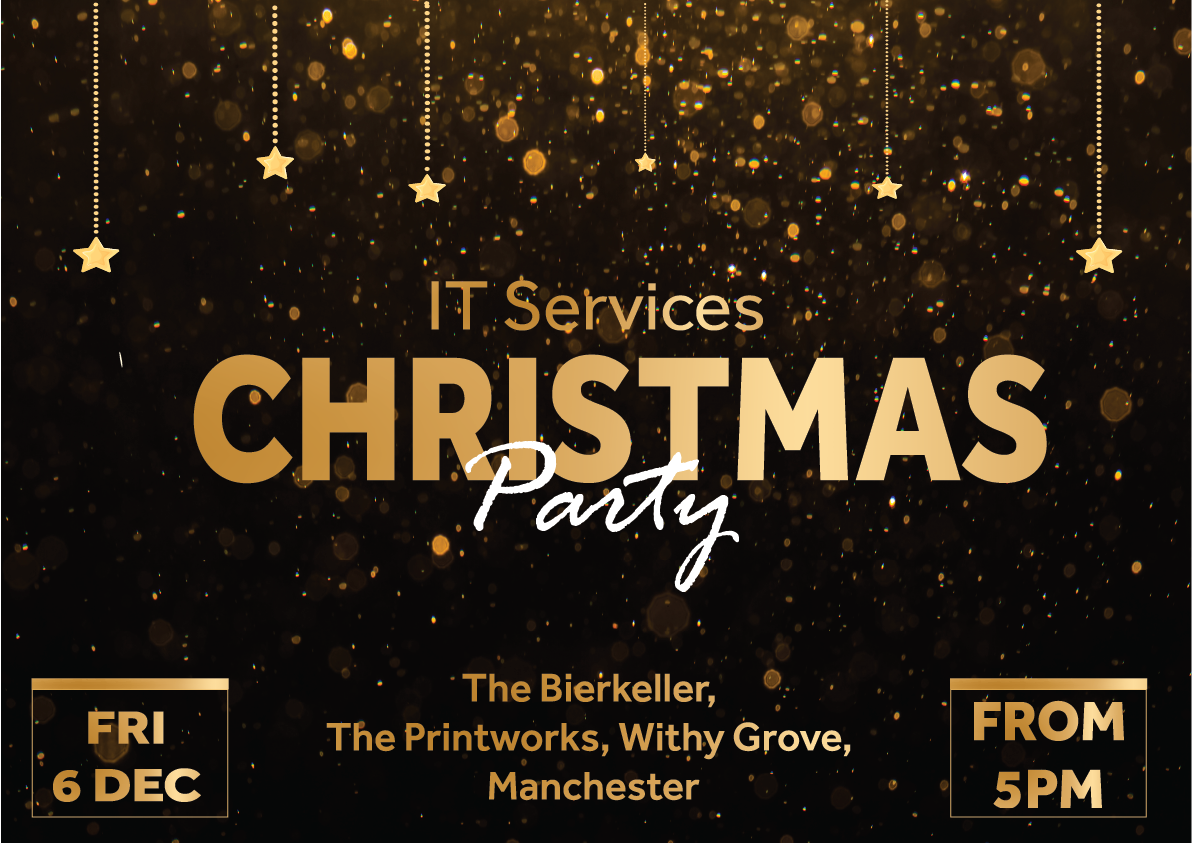 IT Services
CHRISTMAS
Party
The Bierkeller,
The Printworks, Withy Grove,
Manchester
FRI
6 DEC
FROM
5PM